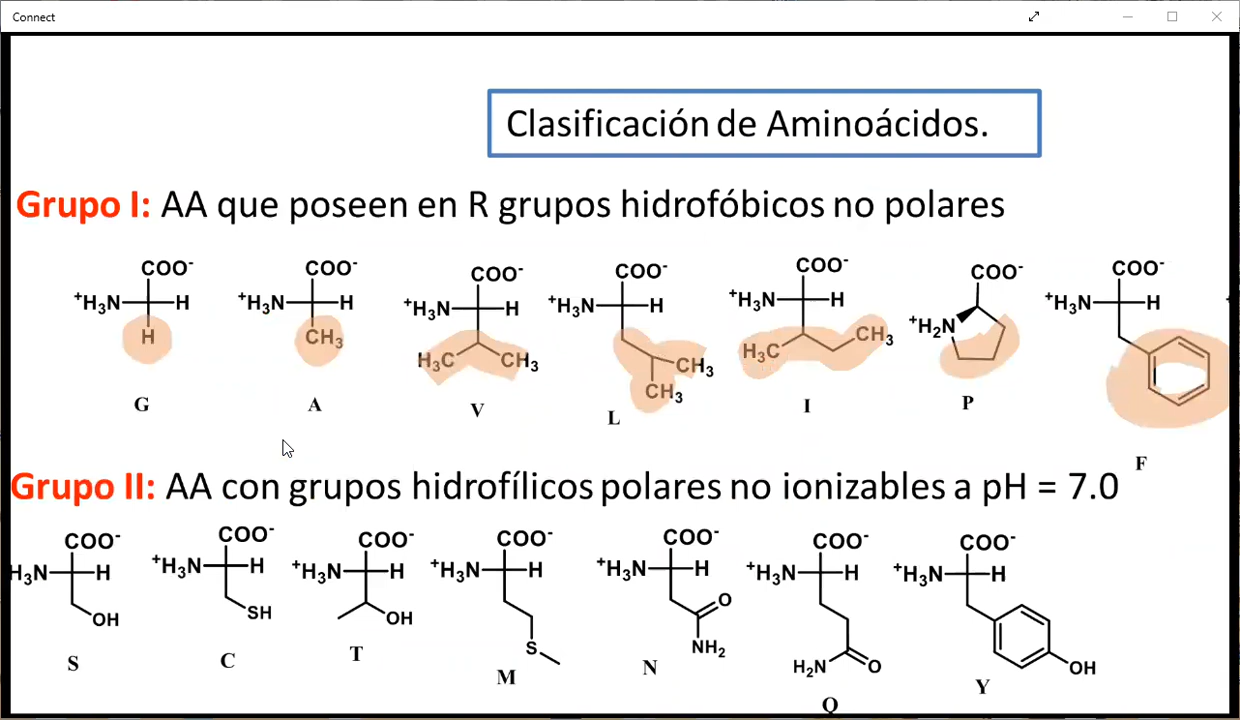 Connect
Clasificación de Aminoácidos.
Grupo I: AA que poseen en R grupos hidrofóbicos no polares
COO⁻ COO⁻ COO⁻ COO⁻ COO⁻ COO⁻ COO⁻
⁺H₃N H ⁺H₃N H ⁺H₃N H ⁺H₃N H ⁺H₃N H ⁺H₂N ⁺H₃N H
H CH₃ H₃C CH₃ CH₃ CH₃ H₃C CH₃
G A V L I P F
Grupo II: AA con grupos hidrofílicos polares no ionizables a pH = 7.0
COO⁻ COO⁻ COO⁻ COO⁻ COO⁻ COO⁻ COO⁻
H₃N H ⁺H₃N H ⁺H₃N H ⁺H₃N H ⁺H₃N H ⁺H₃N H ⁺H₃N H
OH SH OH S O NH₂ H₂N O OH
S C T M N Q Y